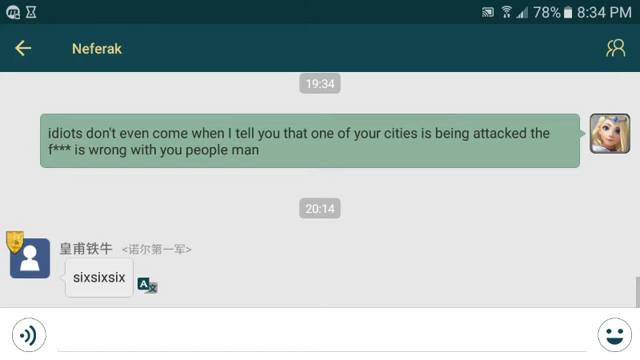 78% 8:34 PM
Neferak
19:34
idiots don't even come when I tell you that one of your cities is being attacked the
f*** is wrong with you people man
20:14
皇甫铁牛 <诺尔第一军>
sixsixsix